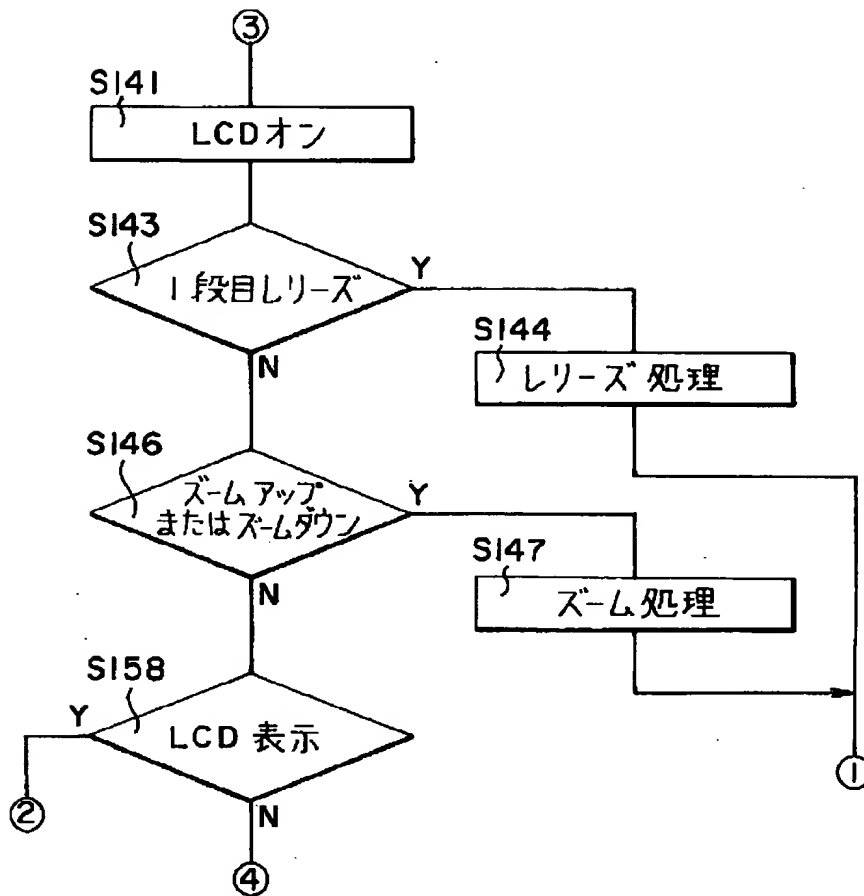 ③
S141
LCDオン
S143
1段目レリーズ
Y
N
S144
レリーズ処理
S146
ズームアップ
またはズームダウン
Y
N
S147
ズーム処理
S158
LCD表示
Y
N
②
④
①